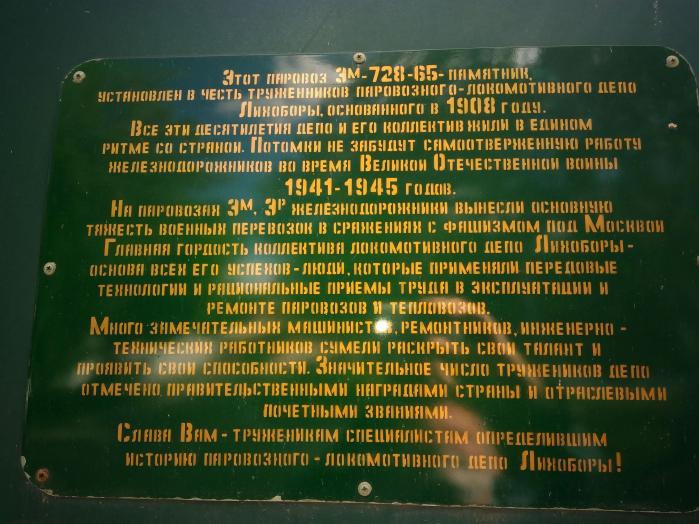 Этот паровоз Эм-728-65-памятник,
установлен в честь тружеников паровозного-локомотивного депо
Лихоборы, основанного в 1908 году.
Все эти десятилетия депо и его коллектив жили в едином
ритме со страной. Потомки не забудут самоотверженную работу
железнодорожников во время Великой Отечественной войны
1941-1945 годов.
На паровозах Эм, Эр железнодорожники вынесли основную
тяжесть военных перевозок в сражениях с фашизмом под Москвой
Главная гордость коллектива локомотивного депо Лихоборы-
основа всех его успехов-люди, которые применяли передовые
технологии и рациональные приемы труда в эксплуатации и
ремонте паровозов и тепловозов.
Много замечательных машинистов, ремонтников, инженерно-
технических работников сумели раскрыть свой талант и
проявить свои способности. Значительное число тружеников депо
отмечено правительственными наградами страны и отраслевыми
почетными званиями.
Слава Вам-труженикам специалистам определившим
историю паровозного-локомотивного депо Лихоборы!